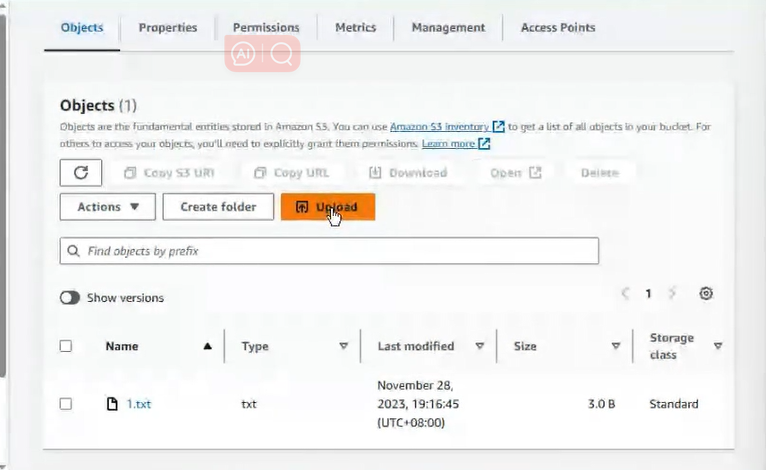 Objects Properties Permissions Metrics Management Access Points
AI
Objects (1)
Objects are the fundamental entities stored in Amazon S3. You can use Amazon S3 inventory to get a list of all objects in your bucket. For
others to access your objects, you'll need to explicitly grant them permissions. Learn more
Copy S3 URI Copy URL Download Open Delete
Actions Create folder Upload
Find objects by prefix
Show versions
1
Name Type Last modified Size Storage
class
1.txt txt November 28,
2023, 19:16:45
(UTC+08:00) 3.0 B Standard